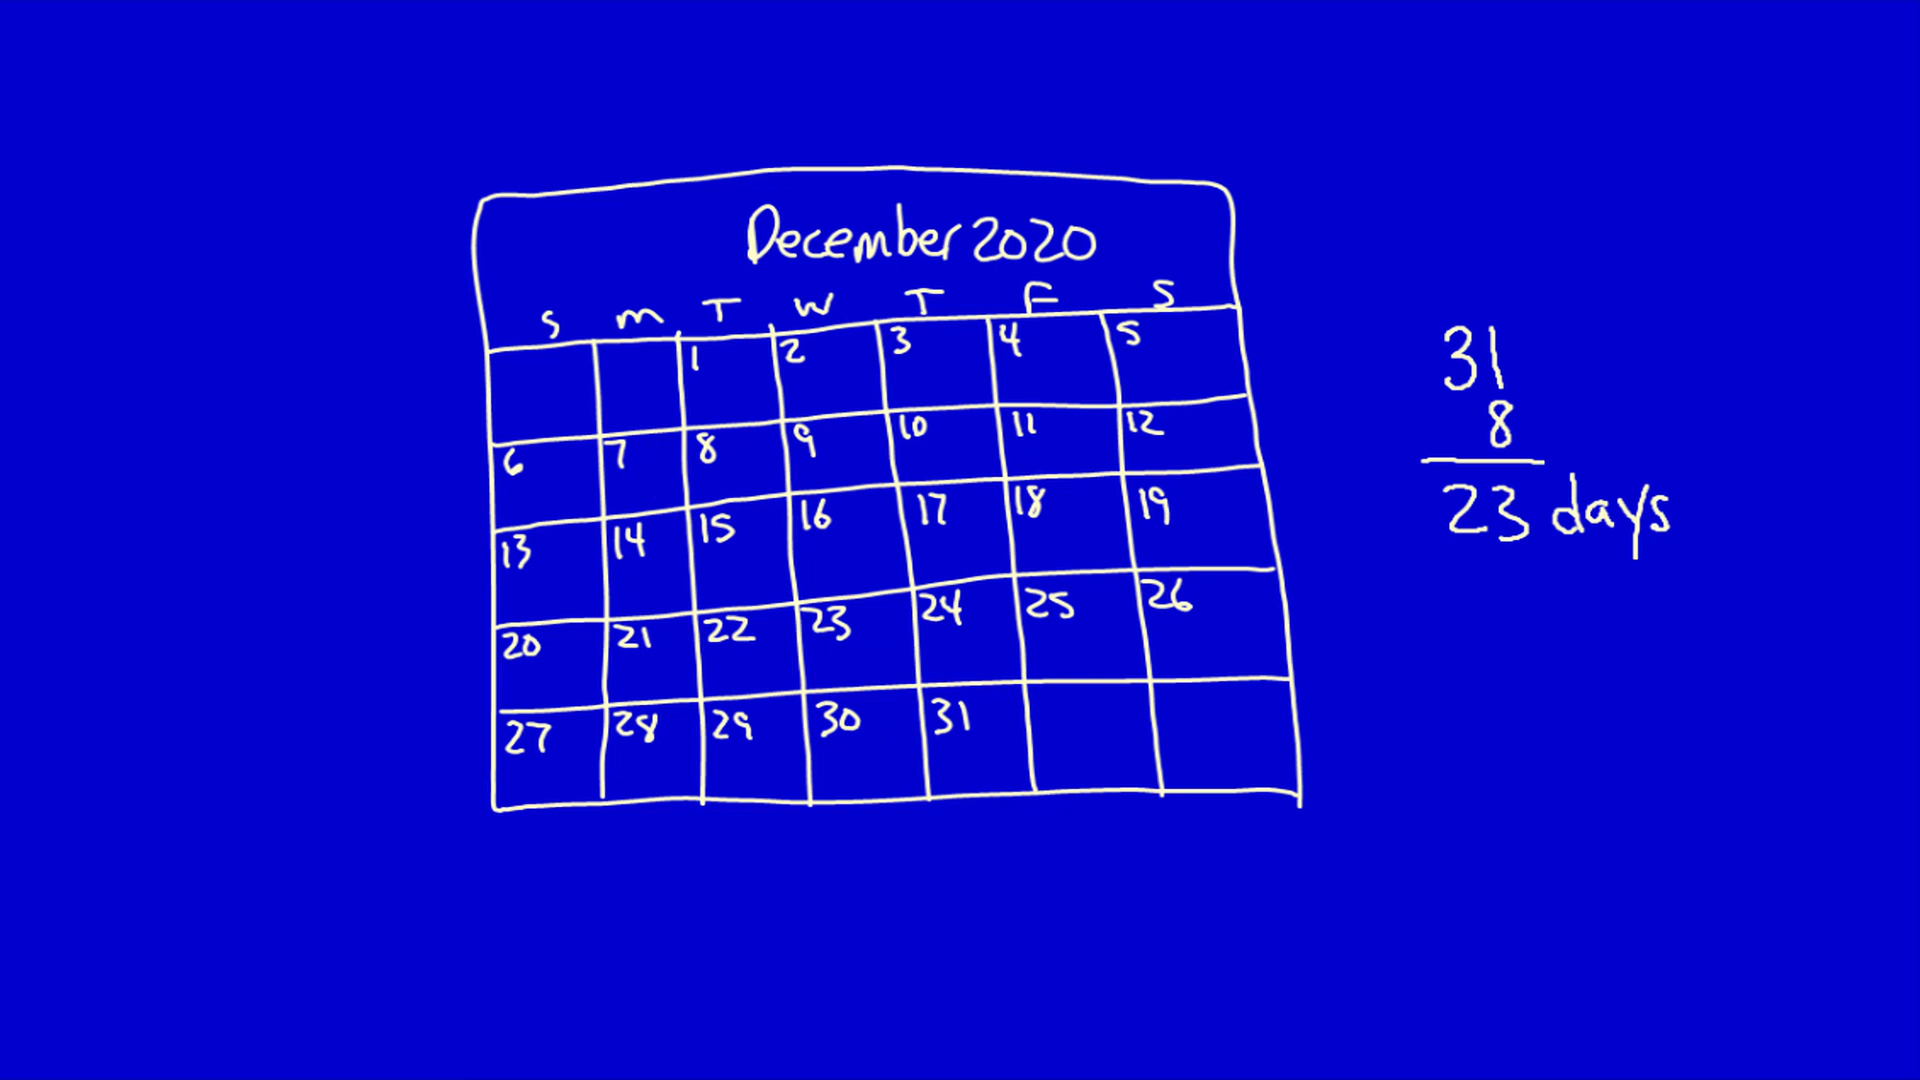 December 2020
S M T W T F S
1 2 3 4 5
6 7 8 9 10 11 12
13 14 15 16 17 18 19
20 21 22 23 24 25 26
27 28 29 30 31
31
8
23 days